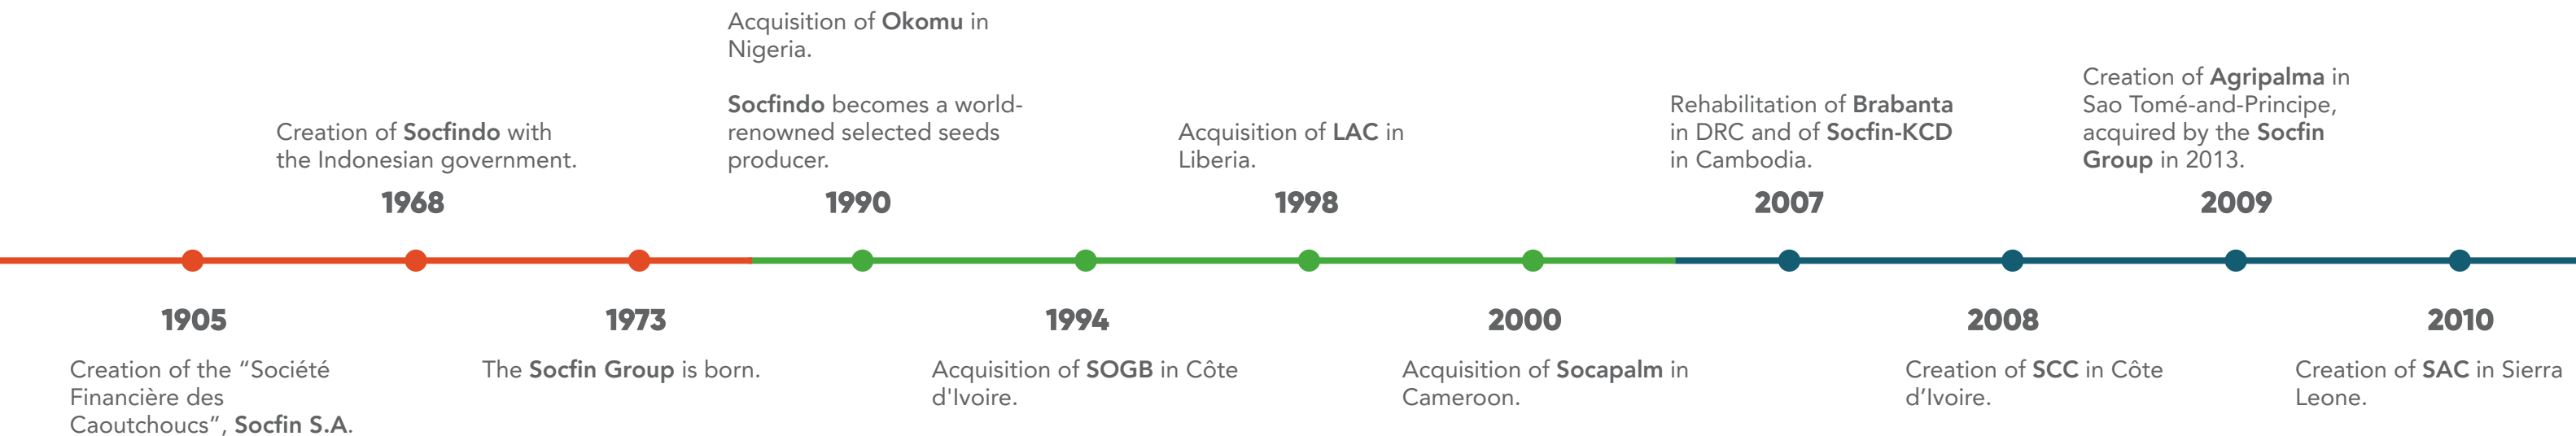 1905
Creation of the “Société
Financière des
Caoutchoucs”, Socfin S.A.
Creation of Socfindo with
the Indonesian government.
1968
1973
The Socfin Group is born.
Acquisition of Okomu in
Nigeria.
Socfindo becomes a world-
renowned selected seeds
producer.
1990
1994
Acquisition of SOGB in Côte
d'Ivoire.
Acquisition of LAC in
Liberia.
1998
2000
Acquisition of Socapalm in
Cameroon.
Rehabilitation of Brabanta
in DRC and of Socfin-KCD
in Cambodia.
2007
2008
Creation of SCC in Côte
d’Ivoire.
Creation of Agripalma in
Sao Tomé-and-Principe,
acquired by the Socfin
Group in 2013.
2009
2010
Creation of SAC in Sierra
Leone.